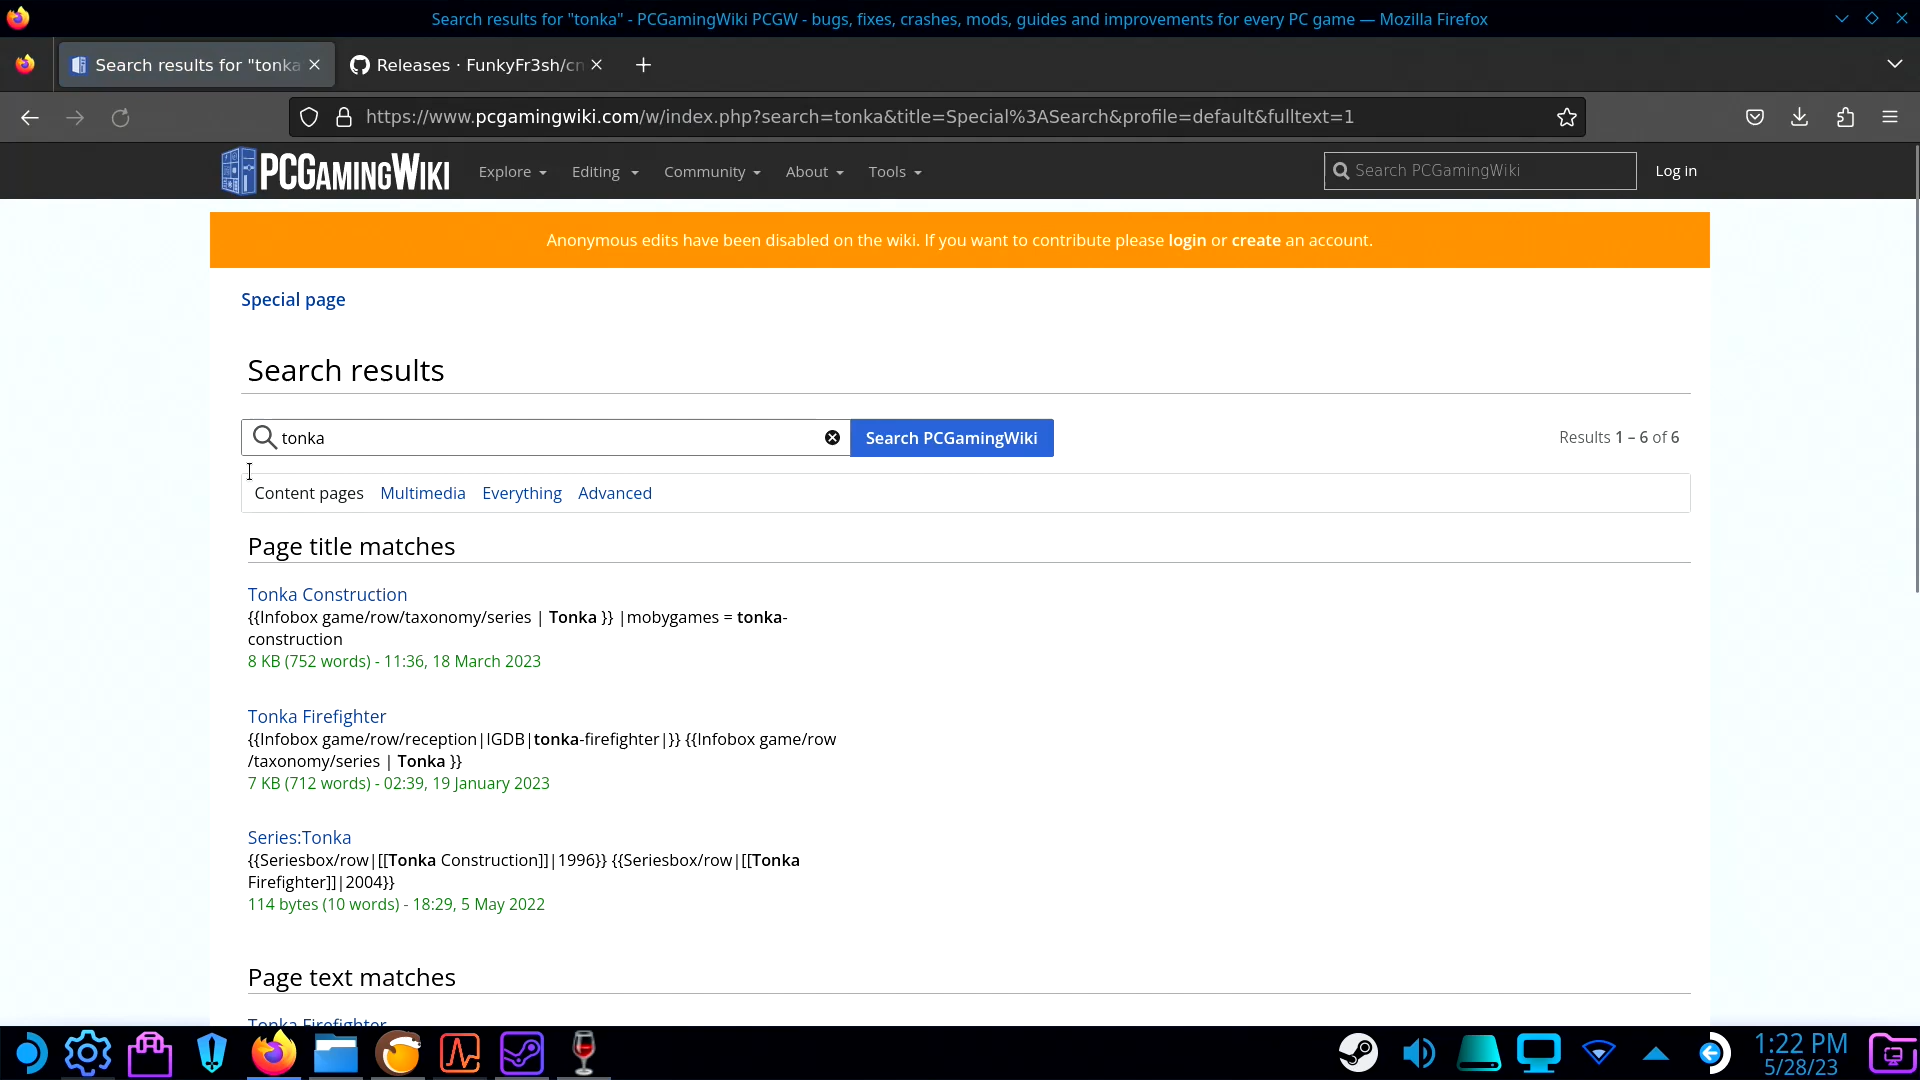 Search results for "tonka" - PCGamingWiki PCGW - bugs, fixes, crashes, mods, guides and improvements for every PC game — Mozilla Firefox
Search results for "tonka
Releases · FunkyFr3sh/cn
https://www.pcgamingwiki.com/w/index.php?search=tonka&title=Special%3ASearch&profile=default&fulltext=1
PCGamingWiki
Explore
Editing
Community
About
Tools
Search PCGamingWiki
Log in
Anonymous edits have been disabled on the wiki. If you want to contribute please login or create an account.
Special page
Search results
tonka
Search PCGamingWiki
Results 1 – 6 of 6
Content pages
Multimedia
Everything
Advanced
Page title matches
Tonka Construction
{{Infobox game/row/taxonomy/series | Tonka }} |mobygames = tonka-
construction
8 KB (752 words) - 11:36, 18 March 2023
Tonka Firefighter
{{Infobox game/row/reception|IGDB|tonka-firefighter|}} {{Infobox game/row
/taxonomy/series | Tonka }}
7 KB (712 words) - 02:39, 19 January 2023
Series:Tonka
{{Seriesbox/row|[[Tonka Construction]]|1996}} {{Seriesbox/row|[[Tonka
Firefighter]]|2004}}
114 bytes (10 words) - 18:29, 5 May 2022
Page text matches
Tonka Firefighter
1:22 PM
5/28/23